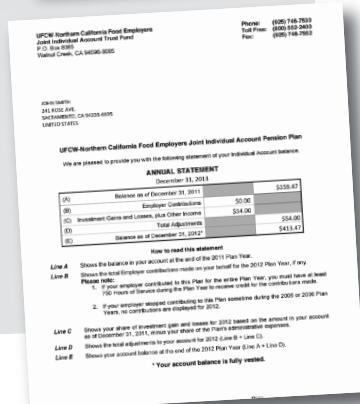 UFCW-Northern California Food Employers
Joint Individual Account Trust Fund
P.O. Box 8085
Walnut Creek, CA 94596-8085
Phone: (925) 746-7530
Toll Free: (800) 552-2400
Fax: (925) 746-7552
JOHN SMITH
241 ROSE AVE.
SACRAMENTO, CA 94203-6005
UNITED STATES
UFCW-Northern California Food Employers Joint Individual Account Pension Plan
We are pleased to provide you with the following statement of your Individual Account balance.
ANNUAL STATEMENT
December 31, 2013
(A) Balance as of December 31, 2011 $359.47
(B) Employer Contributions $0.00
(C) Investment Gains and Losses, plus Other Income $54.00
(D) Total Adjustments $54.00
(E) Balance as of December 31, 2012* $413.47
How to read this statement
Line A Shows the balance in your account at the end of the 2011 Plan Year.
Line B Shows the total Employer contributions made on your behalf for the 2012 Plan Year, if any.
Please note:
1. If your employer contributed to this Plan for the entire Plan Year, you must have at least
750 Hours of Service during the Plan Year to receive credit for the contributions made.
2. If your employer stopped contributing to this Plan sometime during the 2005 or 2006 Plan
Years, no contributions are displayed for 2012.
Line C Shows your share of investment gain and losses for 2012 based on the amount in your account
as of December 31, 2011, minus your share of the Plan's administrative expenses.
Line D Shows the total adjustments to your account for 2012 (Line B + Line C).
Line E Shows your account balance at the end of the 2012 Plan Year (Line A + Line D).
* Your account balance is fully vested.